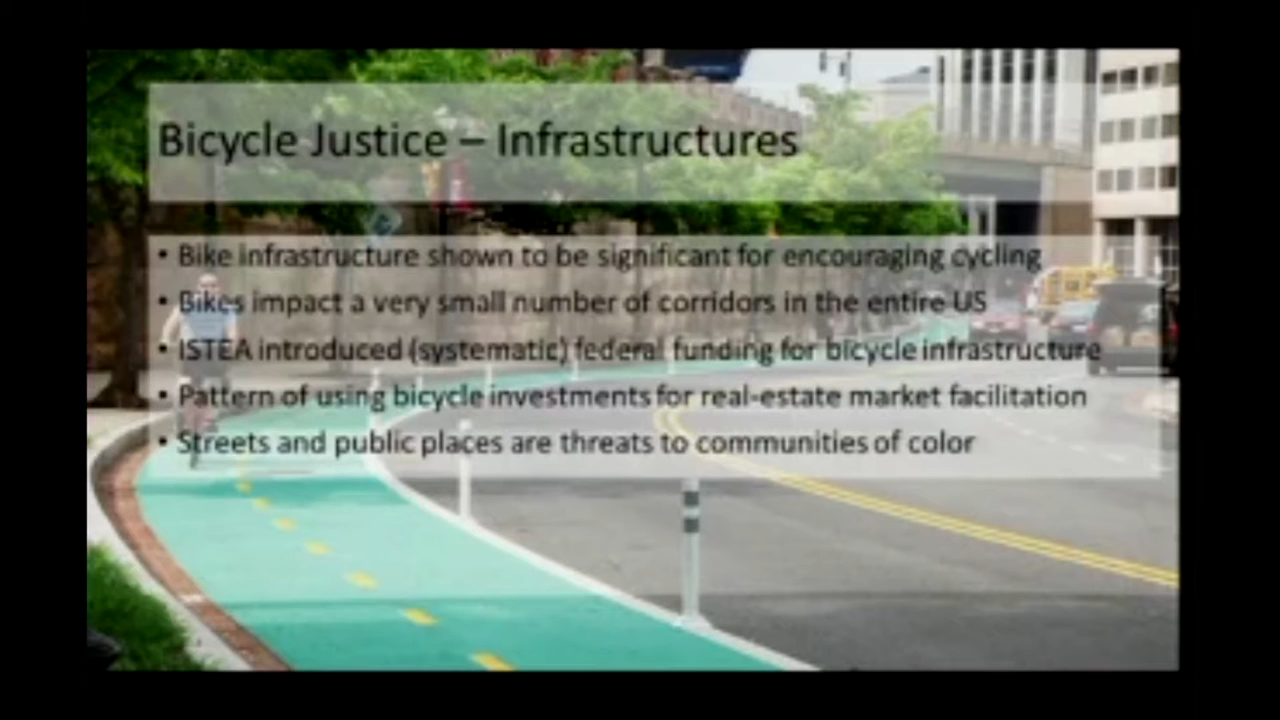 Bicycle Justice – Infrastructures
• Bike infrastructure shown to be significant for encouraging cycling
• Bikes impact a very small number of corridors in the entire US
• ISTEA introduced (systematic) federal funding for bicycle infrastructure
• Pattern of using bicycle investments for real-estate market facilitation
• Streets and public places are threats to communities of color